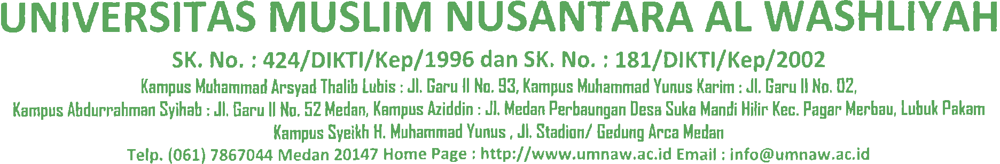 UNIVERSITAS MUSLIM NUSANTARA AL WASHLIYAH
SK. No. : 424/DIKTI/Kep/1996 dan SK. No. : 181/DIKTI/Kep/2002
Kampus Muhammad Arsyad Thalib Lubis : Jl. Garu II No. 93, Kampus Muhammad Yunus Karim : Jl. Garu II No. 02,
Kampus Abdurrahman Syihab : Jl. Garu II No. 52 Medan, Kampus Aziddin : Jl. Medan Perbaungan Desa Suka Mandi Hilir Kec. Pagar Merbau, Lubuk Pakam
Kampus Syeikh H. Muhammad Yunus , Jl. Stadion/ Gedung Arca Medan
Telp. (061) 7867044 Medan 20147 Home Page : http://www.umnaw.ac.id Email : info@umnaw.ac.id